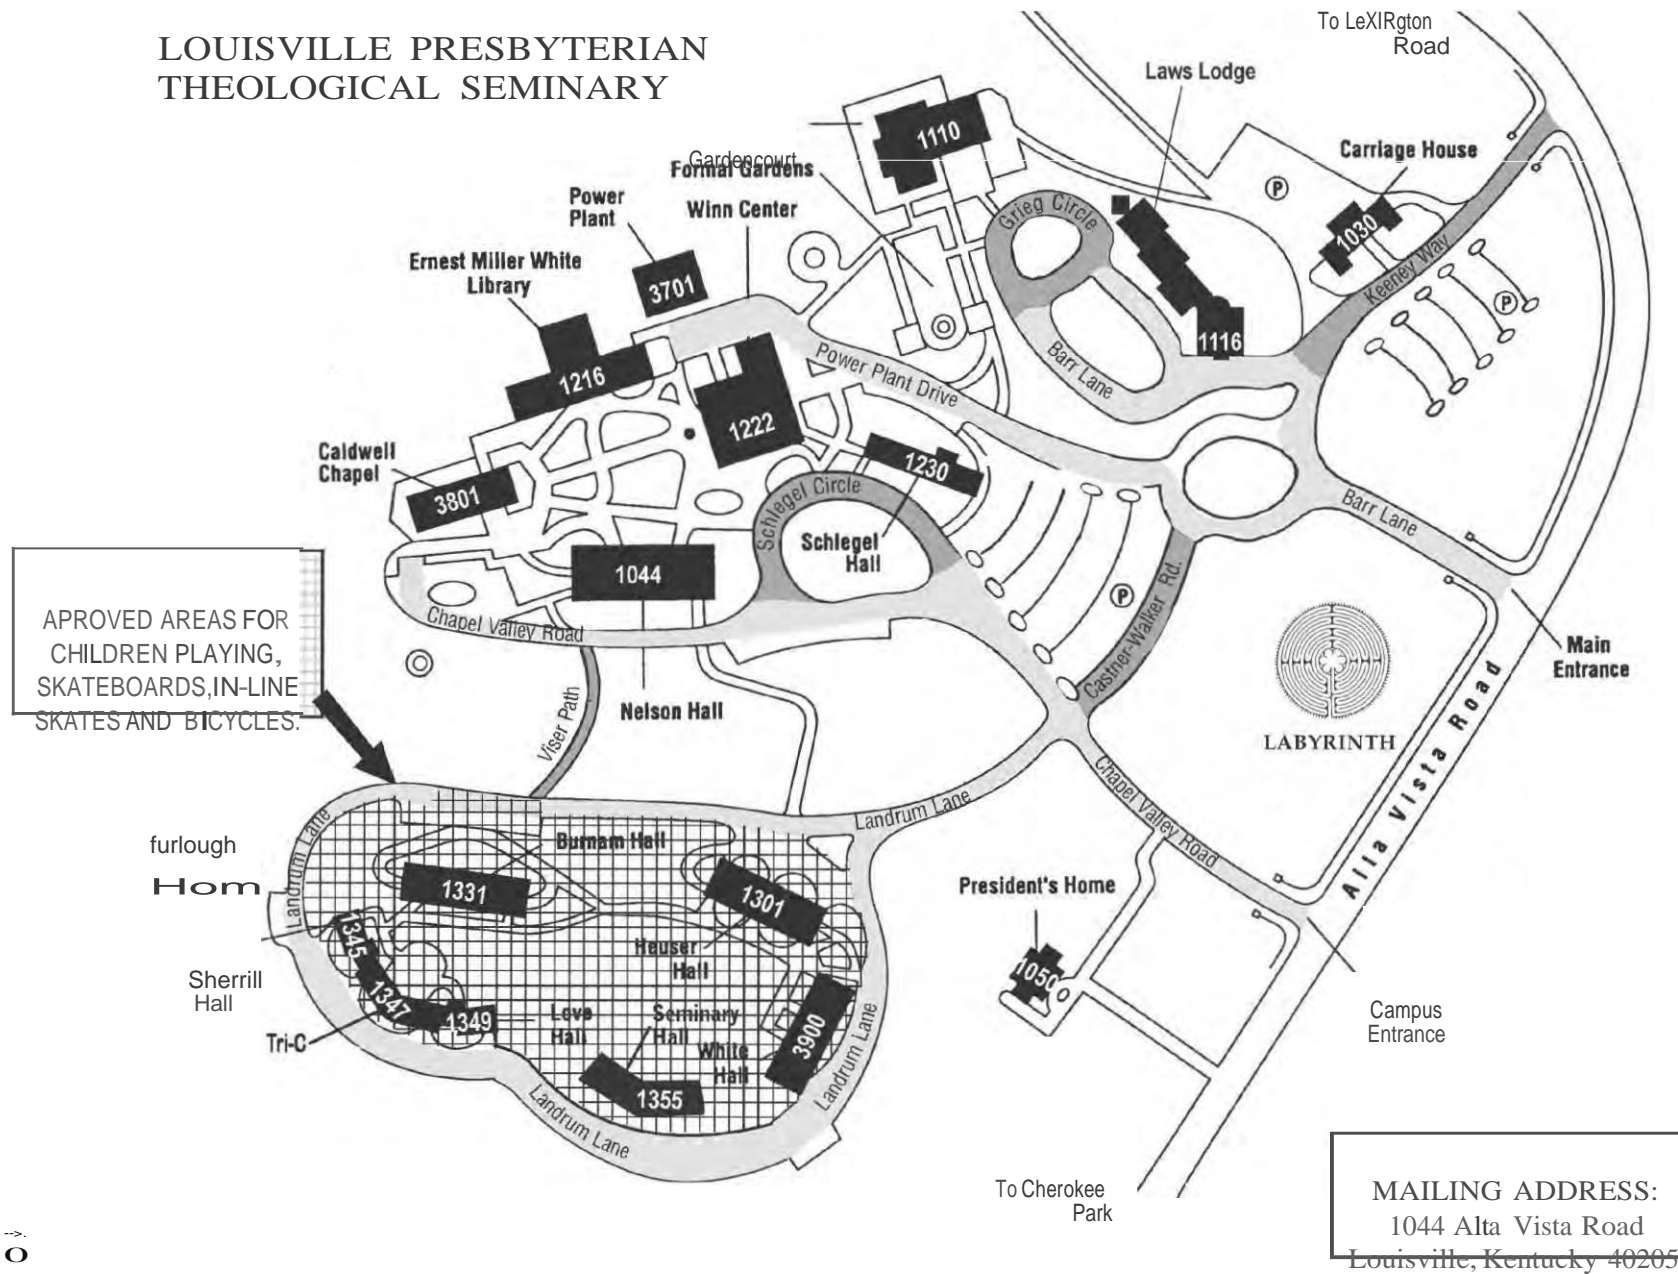 LOUISVILLE PRESBYTERIAN
THEOLOGICAL SEMINARY
To LeXIRgton
Road
Laws Lodge
1110
Carriage House
Gardencourt
Formal Gardens
Power
Plant
Winn Center
Grieg Circle
P
1030
Keeney Way
Ernest Miller White
Library
3701
P
1116
1216
Power Plant Drive
Barr Lane
1222
Caldwell
Chapel
3801
1230
Schlegel Circle
Barr Lane
Schlegel
Hall
1044
P
Castner-Walker Rd.
APROVED AREAS FOR
CHILDREN PLAYING,
SKATEBOARDS,IN-LINE
SKATES AND BICYCLES.
Chapel Valley Road
Main
Entrance
Nelson Hall
Viser Path
LABYRINTH
Alta Vista Road
Landrum Lane
Landrum Lane
Chapel Valley Road
furlough
Hom
Burnam Hall
1331
1301
President's Home
1345
Heuser
Hall
1050
Sherrill
Hall
1347
1349
Love
Hall
Seminary
Hall
White
Hall
3900
Landrum Lane
Tri-C
1355
Landrum Lane
Campus
Entrance
To Cherokee
Park
MAILING ADDRESS:
1044 Alta Vista Road
Louisville, Kentucky 40205
-->.
O